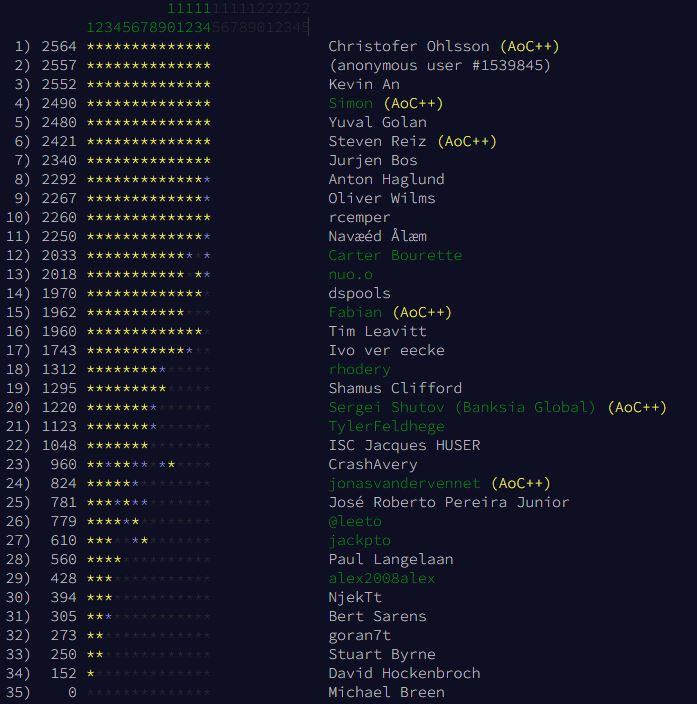 1111111111222222
1234567890123456789012345
1) 2564 ************** Christofer Ohlsson (AoC++)
2) 2557 ************** (anonymous user #1539845)
3) 2552 ************** Kevin An
4) 2490 ************** Simon (AoC++)
5) 2480 ************** Yuval Golan
6) 2421 ************** Steven Reiz (AoC++)
7) 2340 ************** Jurjen Bos
8) 2292 ************** Anton Haglund
9) 2267 ************** Oliver Wilms
10) 2260 ************** rcemper
11) 2250 ************** Navæéd Ålæm
12) 2033 ************** Carter Bourette
13) 2018 ************** nuo.o
14) 1970 ************** dspools
15) 1962 ************** Fabian (AoC++)
16) 1960 ************** Tim Leavitt
17) 1743 ************** Ivo ver eecke
18) 1312 ************** rhodery
19) 1295 ************** Shamus Clifford
20) 1220 ************** Sergei Shutov (Banksia Global) (AoC++)
21) 1123 ************** TylerFeldhege
22) 1048 ************** ISC Jacques HUSER
23) 960 ************** CrashAvery
24) 824 ************** jonasvandervennet (AoC++)
25) 781 ************** José Roberto Pereira Junior
26) 779 ************** @leeto
27) 610 ************** jackpto
28) 560 ************** Paul Langelaan
29) 428 ************** alex2008alex
30) 394 ************** NjekTt
31) 305 ************** Bert Sarens
32) 273 ************** goran7t
33) 250 ************** Stuart Byrne
34) 152 ************** David Hockenbroch
35) 0 ************** Michael Breen